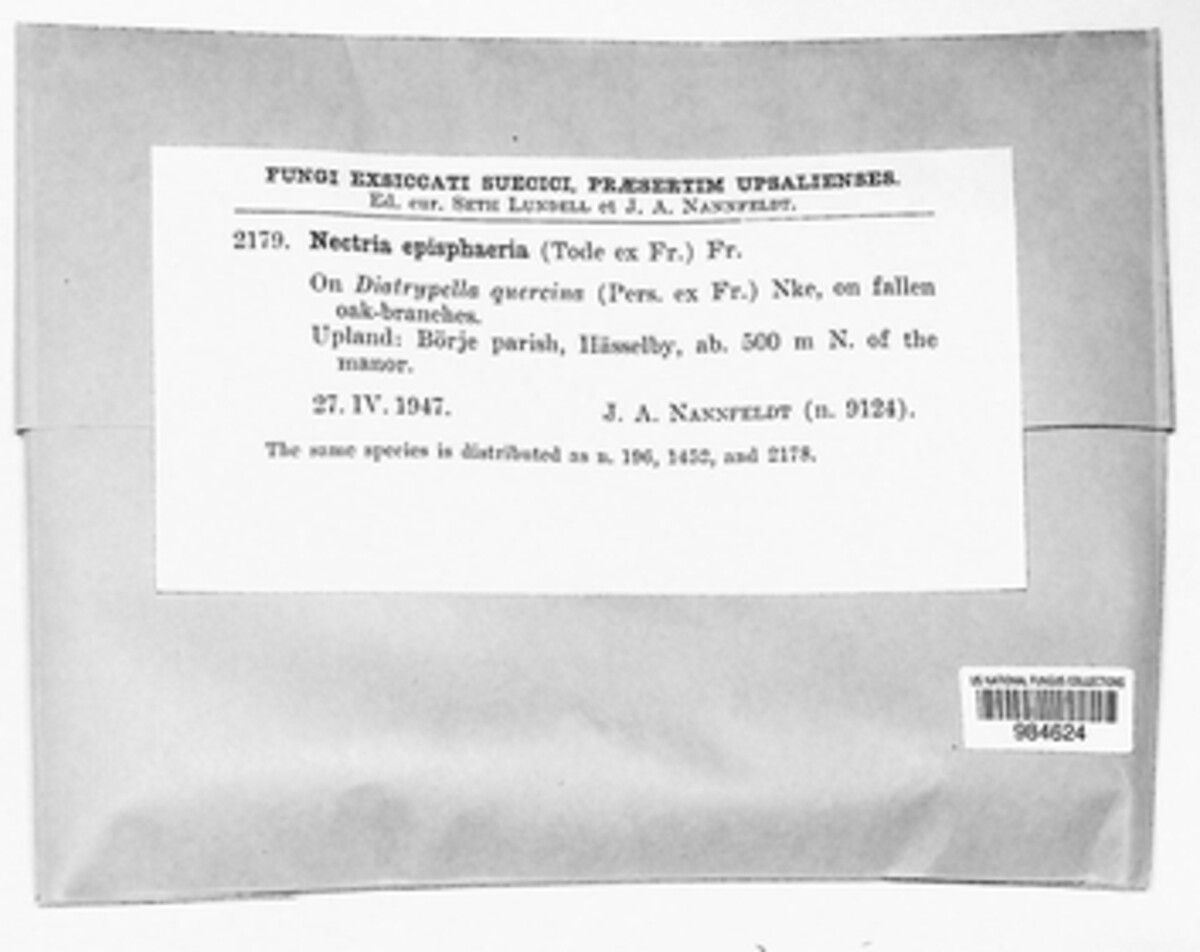 FUNGI EXSICCATI SUECICI, PRÆSERTIM UPSALIENSES.
Ed. cur. SETH LUNDELL et J. A. NANNFELDT.
2179. Nectria episphaeria (Tode ex Fr.) Fr.
On Diatrypella quercina (Pers. ex Fr.) Nke, on fallen
oak-branches.
Upland: Börje parish, Hässelby, ab. 500 m N. of the
manor.
27. IV. 1947. J. A. NANNFELDT (n. 9124).
The same species is distributed as n. 196, 1452, and 2178.
US NATIONAL FUNGUS COLLECTIONS
984624